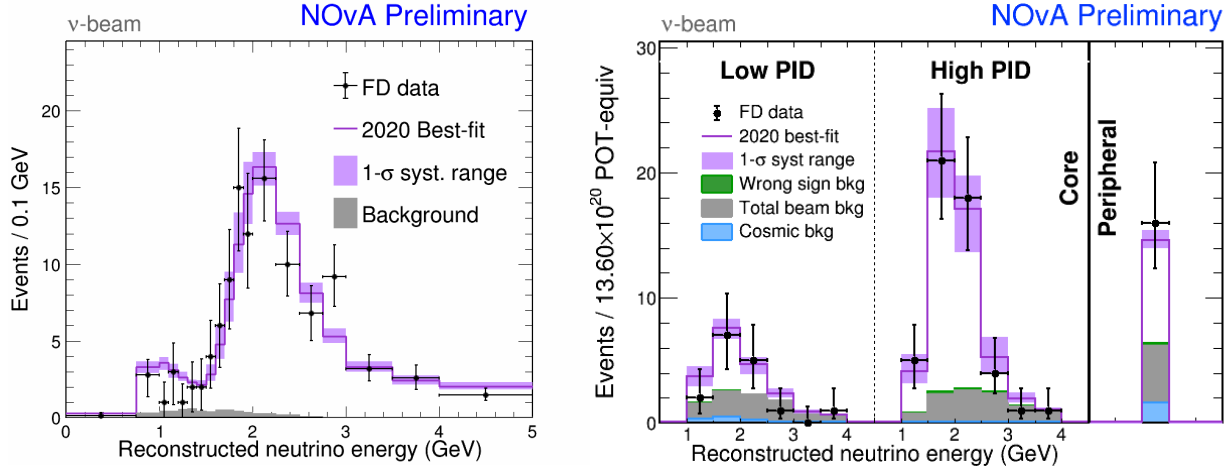 NOvA Preliminary
ν-beam
FD data
2020 Best-fit
1-σ syst. range
Background
Events / 0.1 GeV
20
15
10
5
0
0 1 2 3 4 5
Reconstructed neutrino energy (GeV)
NOvA Preliminary
ν-beam
Low PID
High PID
Core
Peripheral
FD data
2020 best-fit
1-σ syst range
Wrong sign bkg
Total beam bkg
Cosmic bkg
Events / 13.60×10²⁰ POT-equiv
30
20
10
0
1 2 3 4 1 2 3 4
Reconstructed neutrino energy (GeV)